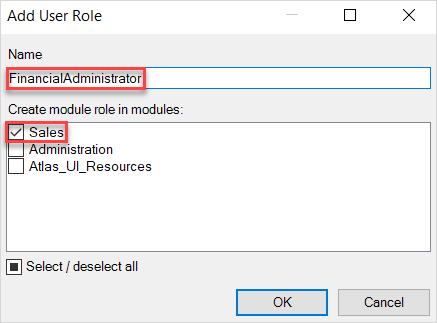 Add User Role
Name
FinancialAdministrator
Create module role in modules:
Sales
Administration
Atlas_UI_Resources
Select / deselect all
OK
Cancel